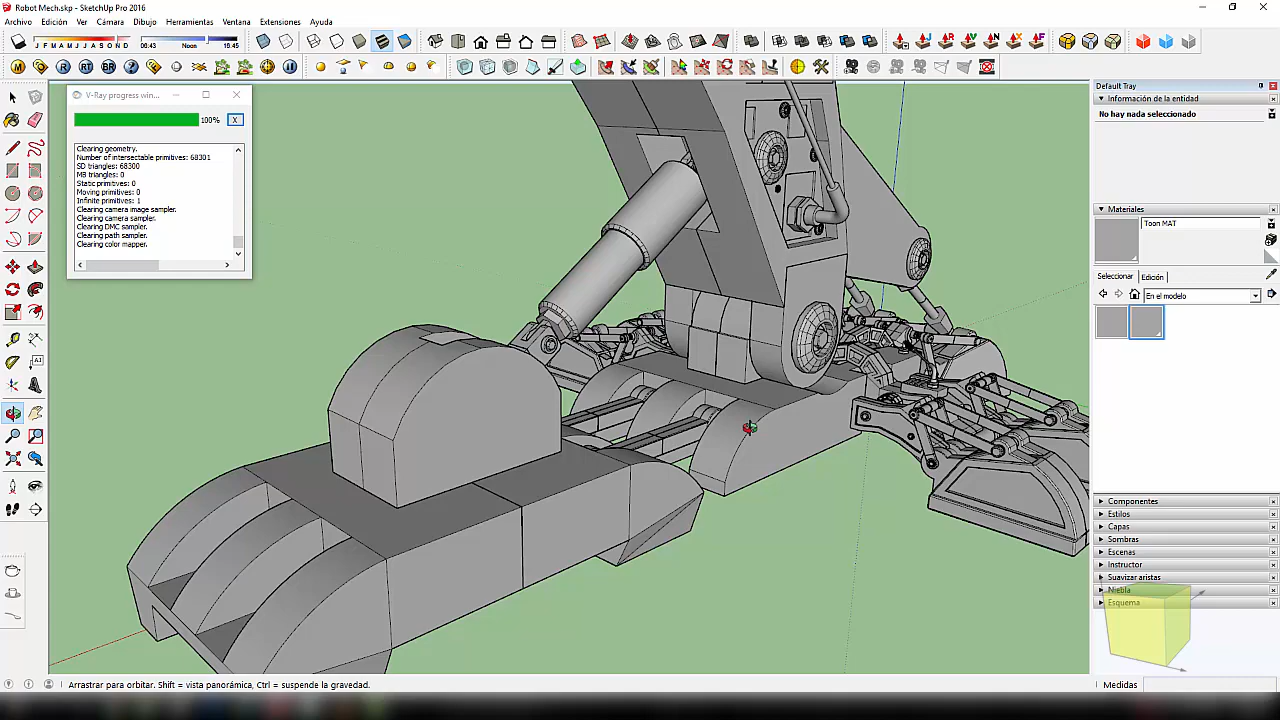 Robot Mech.skp - SketchUp Pro 2016
Archivo Edición Ver Cámara Dibujo Herramientas Ventana Extensiones Ayuda
J F M A M J J A S O N D 06:43 Noon 16:45
M R RT BR
V-Ray progress win...
100% X
Clearing geometry.
Number of intersectable primitives: 68301
SD triangles: 68300
MB triangles: 0
Static primitives: 0
Moving primitives: 0
Infinite primitives: 1
Clearing camera image sampler.
Clearing camera sampler.
Clearing DMC sampler.
Clearing path sampler.
Clearing color mapper.
Default Tray
Información de la entidad
No hay nada seleccionado
Materiales
Toon MAT
Seleccionar Edición
En el modelo
Componentes
Estilos
Capas
Sombras
Escenas
Instructor
Suavizar aristas
Niebla
Esquema
Arrastrar para orbitar. Shift = vista panorámica, Ctrl = suspende la gravedad.
Medidas